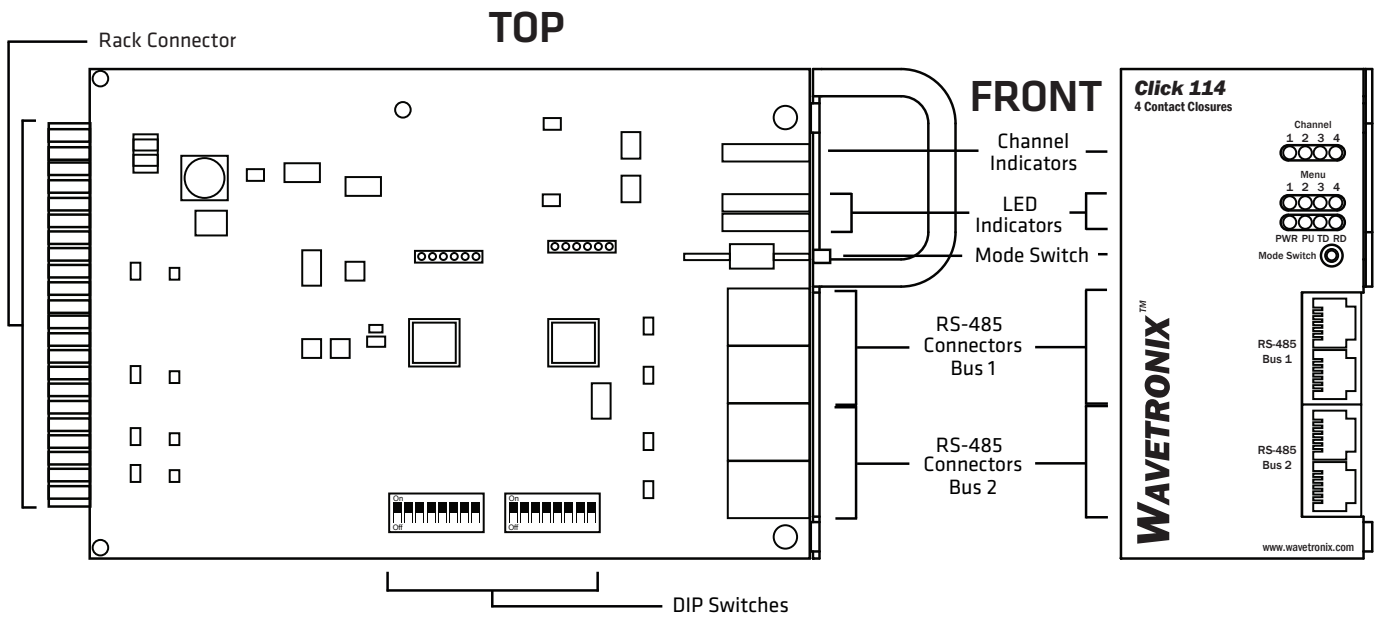 TOP
Rack Connector
FRONT
Channel
Indicators
LED
Indicators
Mode Switch
RS-485
Connectors
Bus 1
RS-485
Connectors
Bus 2
On
Off
On
Off
DIP Switches
Click 114
4 Contact Closures
Channel
1 2 3 4
Menu
1 2 3 4
PWR PU TD RD
Mode Switch
RS-485
Bus 1
RS-485
Bus 2
WAVETRONIX™
www.wavetronix.com